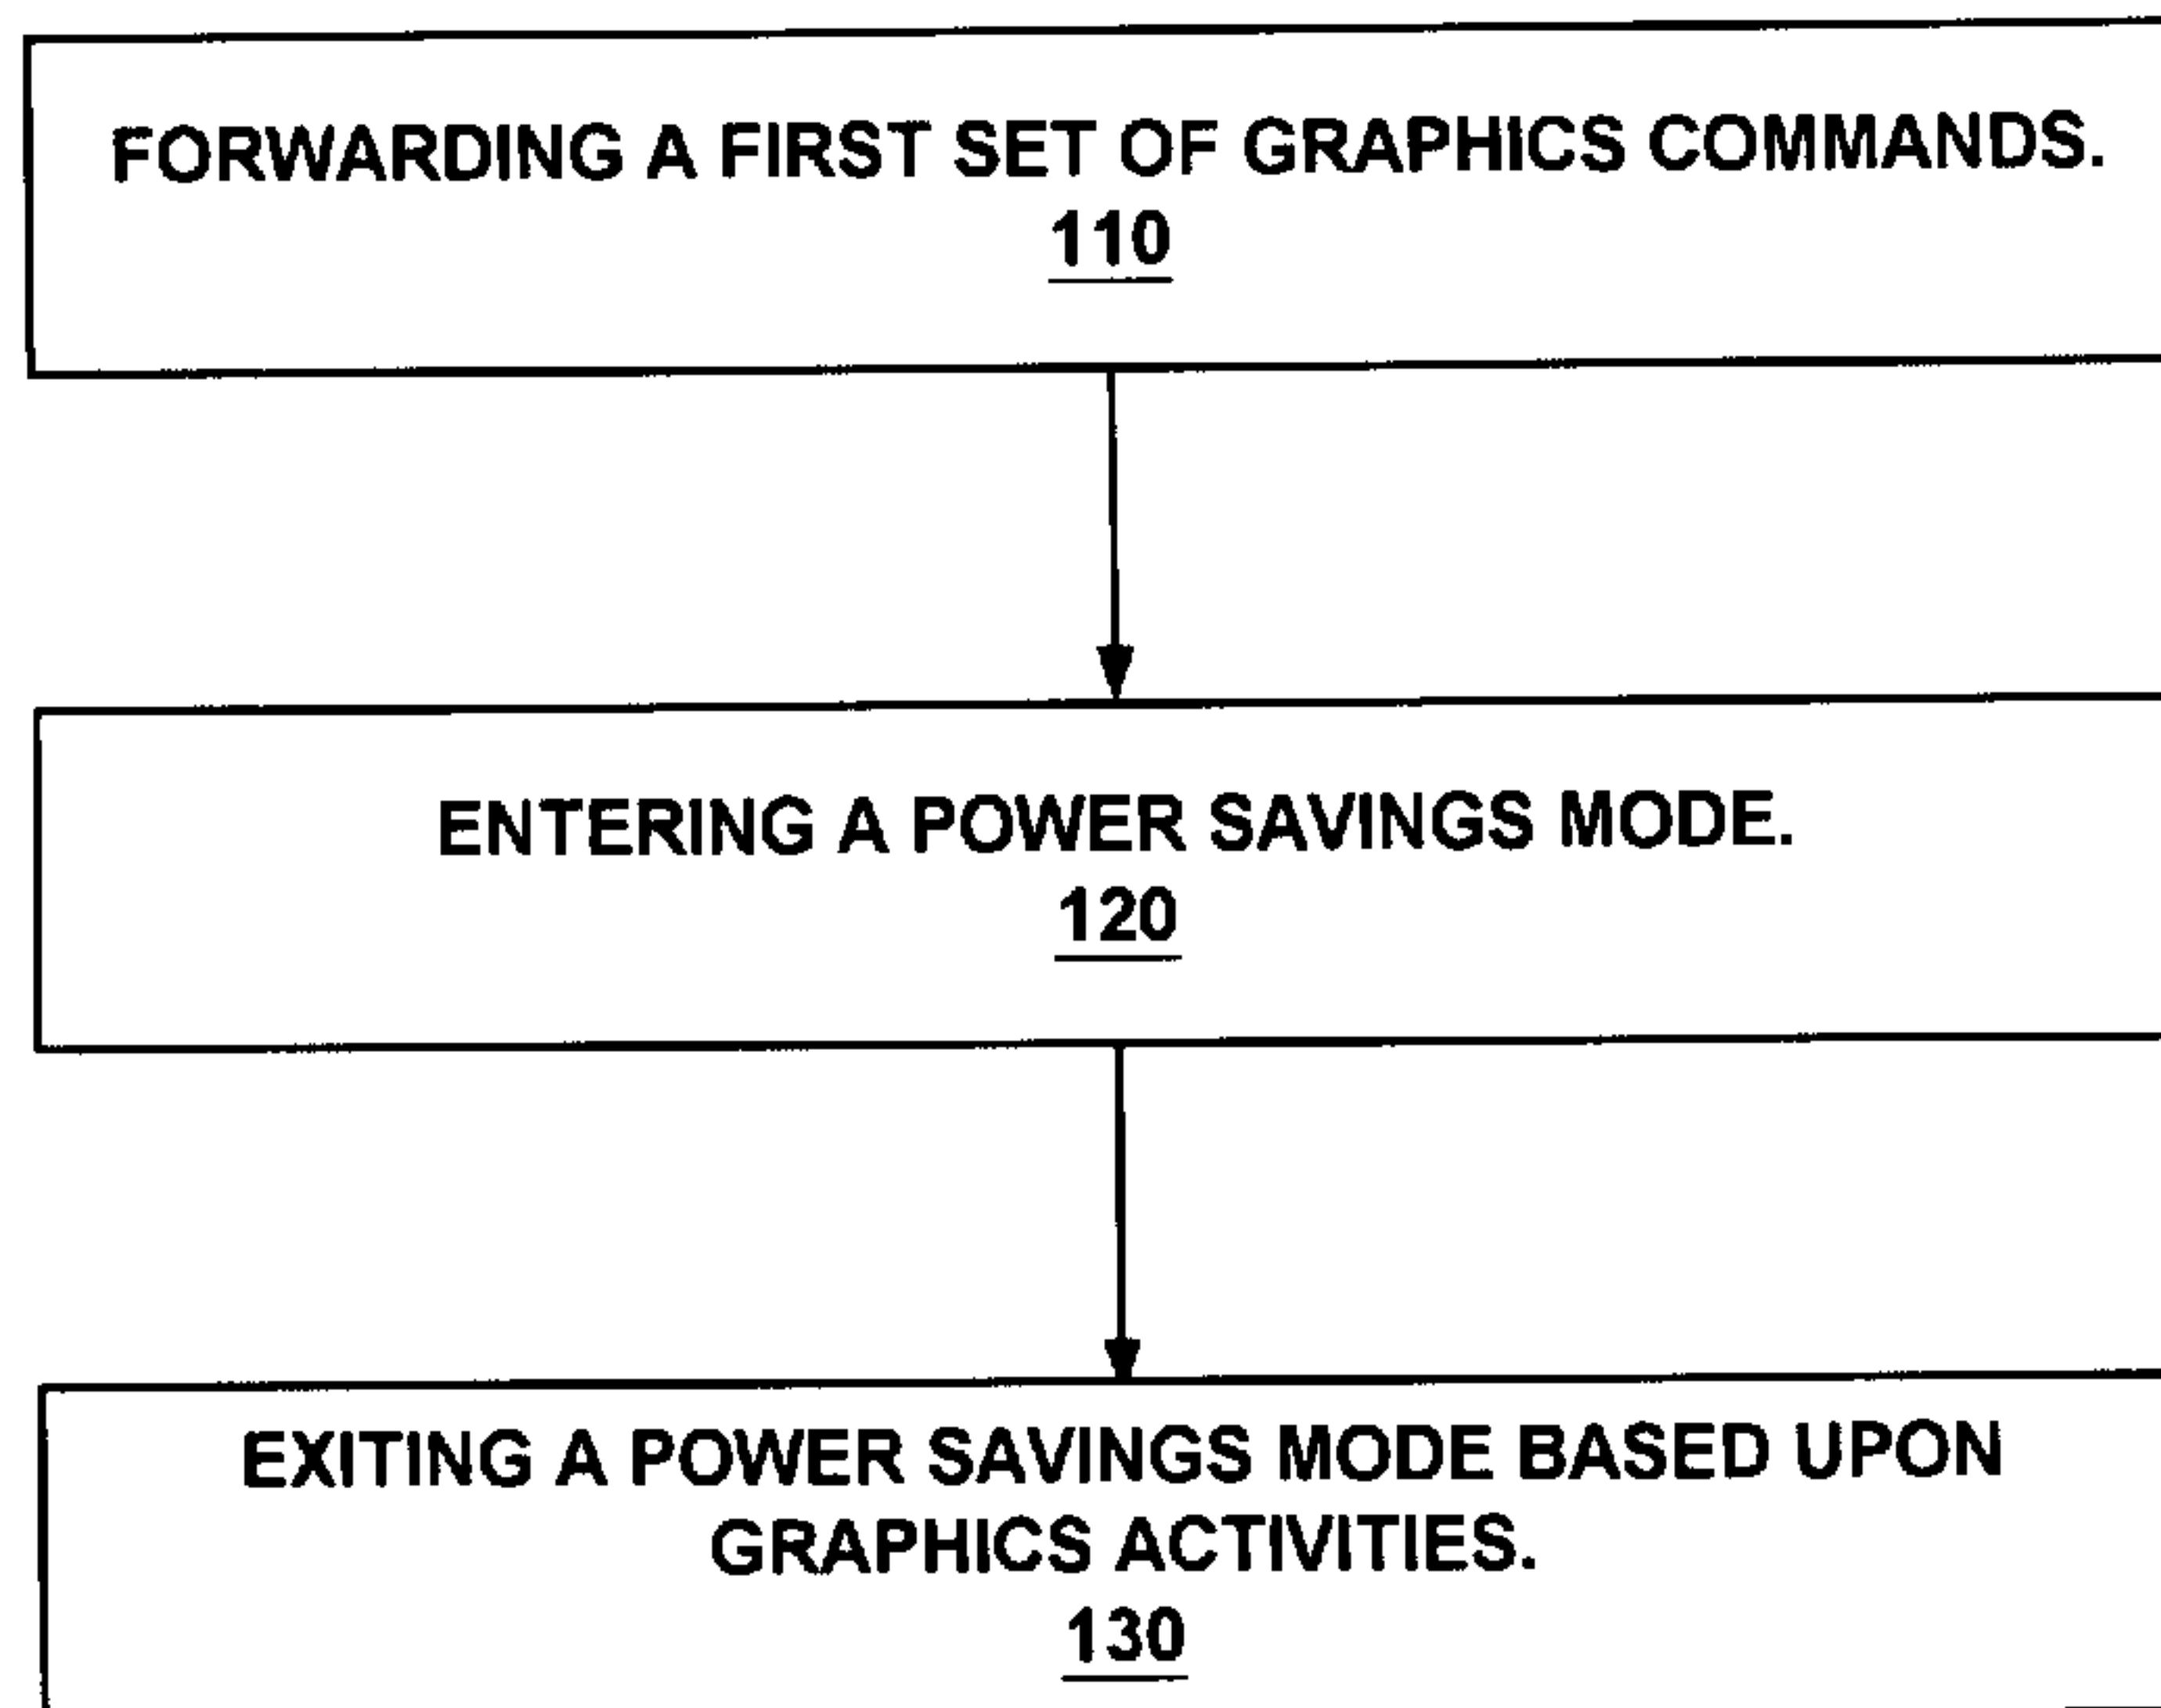 FORWARDING A FIRST SET OF GRAPHICS COMMANDS.
110
ENTERING A POWER SAVINGS MODE.
120
EXITING A POWER SAVINGS MODE BASED UPON
GRAPHICS ACTIVITIES.
130